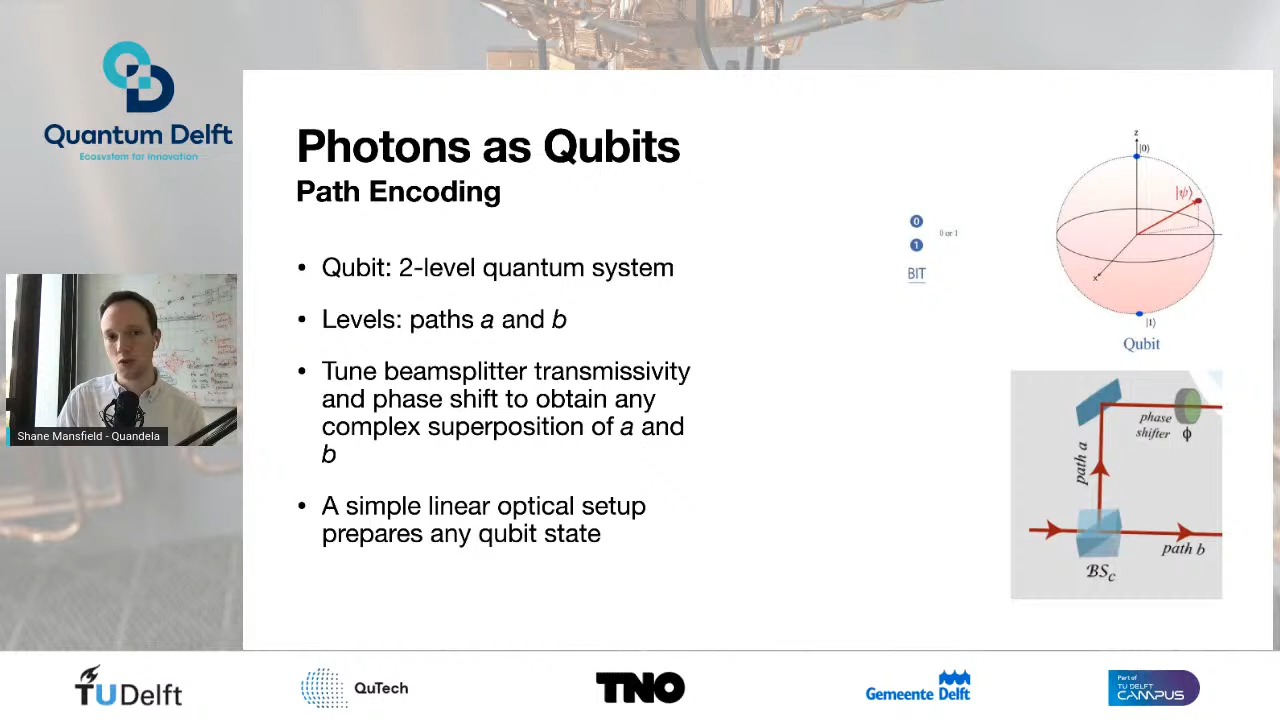 Quantum Delft
Ecosystem for Innovation
Photons as Qubits
Path Encoding
• Qubit: 2-level quantum system
• Levels: paths a and b
• Tune beamsplitter transmissivity
and phase shift to obtain any
complex superposition of a and
b
• A simple linear optical setup
prepares any qubit state
0
1
0 or 1
BIT
z
|0⟩
|ψ⟩
x
|1⟩
Qubit
phase
shifter ϕ
path a
path b
BSc
Shane Mansfield - Quandela
TU Delft
QuTech
TNO
Gemeente Delft
Part of
TU DELFT
CAMPUS